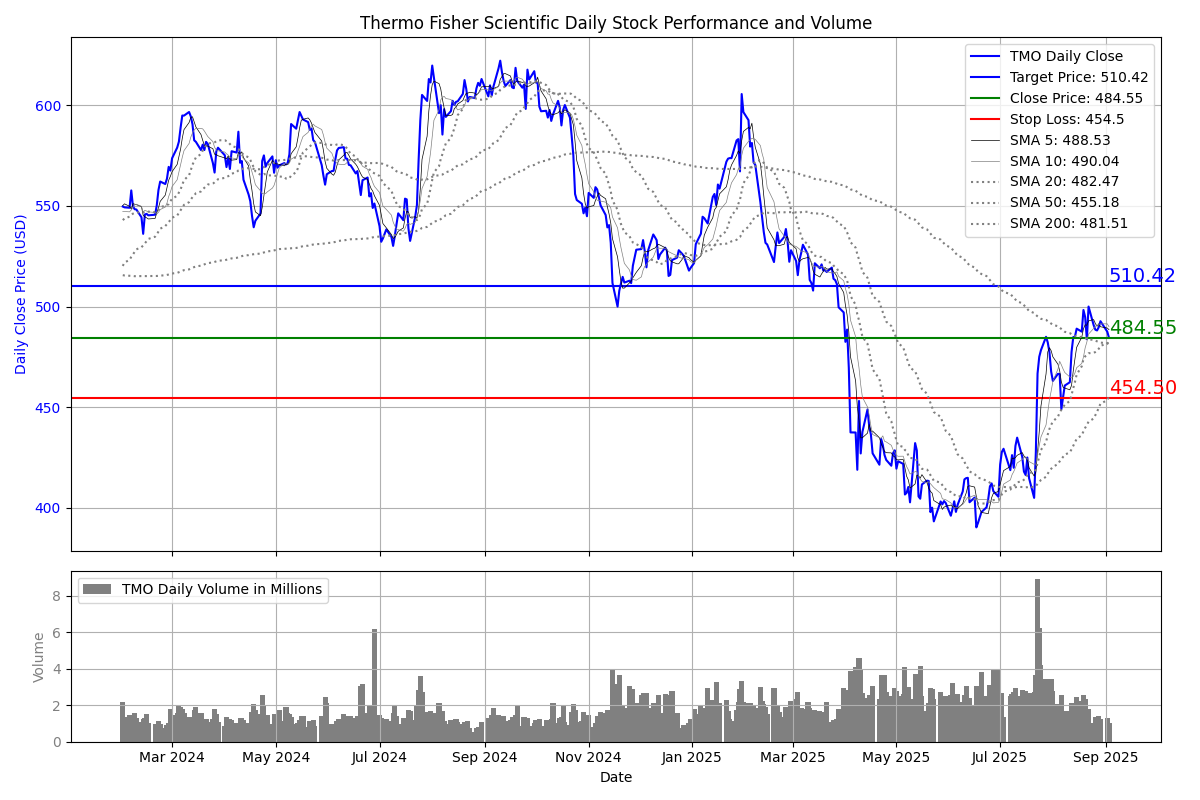 Thermo Fisher Scientific Daily Stock Performance and Volume
Daily Close Price (USD)
600
550
500
450
400
TMO Daily Close
Target Price: 510.42
Close Price: 484.55
Stop Loss: 454.5
SMA 5: 488.53
SMA 10: 490.04
SMA 20: 482.47
SMA 50: 455.18
SMA 200: 481.51
510.42
484.55
454.50
TMO Daily Volume in Millions
Volume
8
6
4
2
0
Mar 2024 May 2024 Jul 2024 Sep 2024 Nov 2024 Jan 2025 Mar 2025 May 2025 Jul 2025 Sep 2025
Date